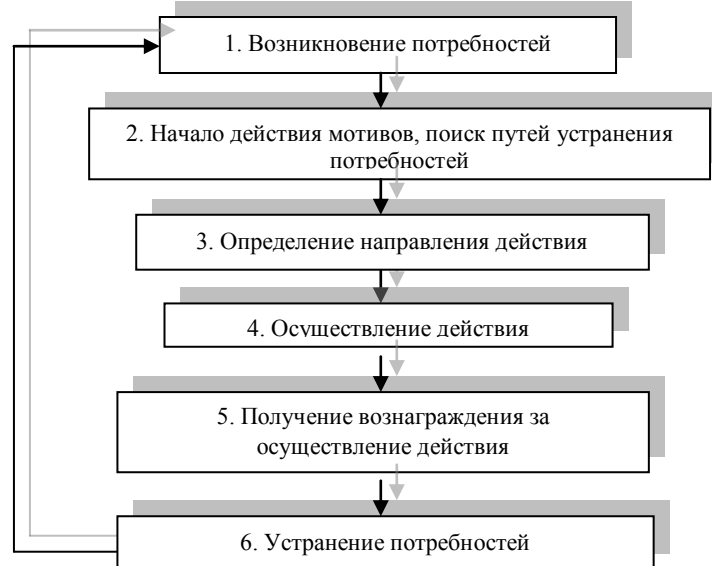 1. Возникновение потребностей
2. Начало действия мотивов, поиск путей устранения
потребностей
3. Определение направления действия
4. Осуществление действия
5. Получение вознаграждения за
осуществление действия
6. Устранение потребностей